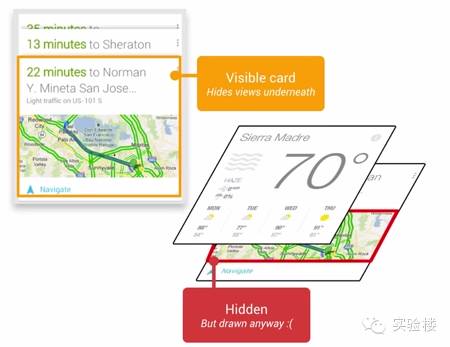 35 minutes to
13 minutes to Sheraton
22 minutes to Norman
Y. Mineta San Jose...
Light traffic on US-101 S
Navigate
Visible card
Hides views underneath
Sierra Madre
70°
HAZE
0%
MON
TUE
WED
THU
Navigate
Hidden
But drawn anyway :(
实验楼